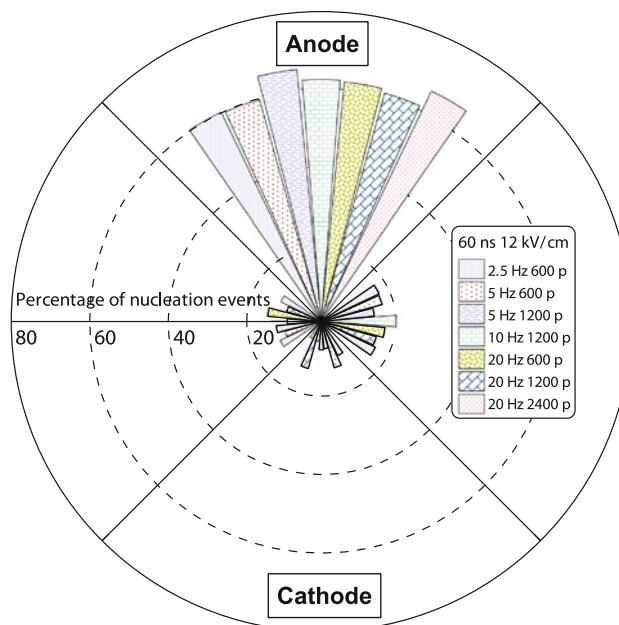 Anode
60 ns 12 kV/cm
2.5 Hz 600 p
5 Hz 600 p
5 Hz 1200 p
10 Hz 1200 p
20 Hz 600 p
20 Hz 1200 p
20 Hz 2400 p
Percentage of nucleation events
80 60 40 20
Cathode